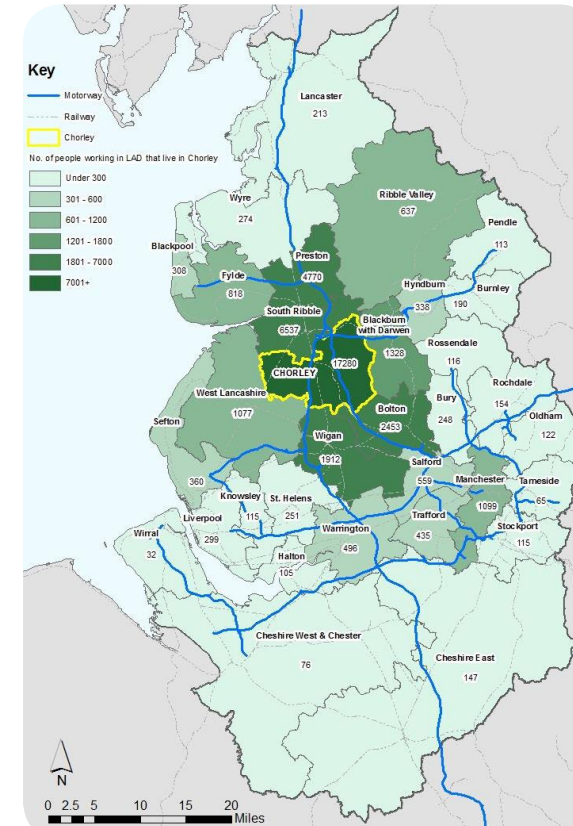 Key
Motorway
Railway
Chorley
No. of people working in LAD that live in Chorley
Under 300
301 - 600
601 - 1200
1201 - 1800
1801 - 7000
7001+
Lancaster
213
Wyre
274
Ribble Valley
637
Pendle
113
Blackpool
308
Preston
4770
Fylde
818
Hyndburn
338
Burnley
190
South Ribble
6537
Blackburn
with Darwen
1328
Rossendale
116
CHORLEY
17280
West Lancashire
1077
Bolton
2453
Bury
248
Rochdale
154
Oldham
122
Sefton
360
Wigan
1912
Salford
559
Manchester
1099
Tameside
65
Knowsley
115
St. Helens
251
Liverpool
299
Warrington
496
Trafford
435
Stockport
115
Wirral
32
Halton
105
Cheshire West & Chester
76
Cheshire East
147
N
0 2.5 5 10 15 20
Miles